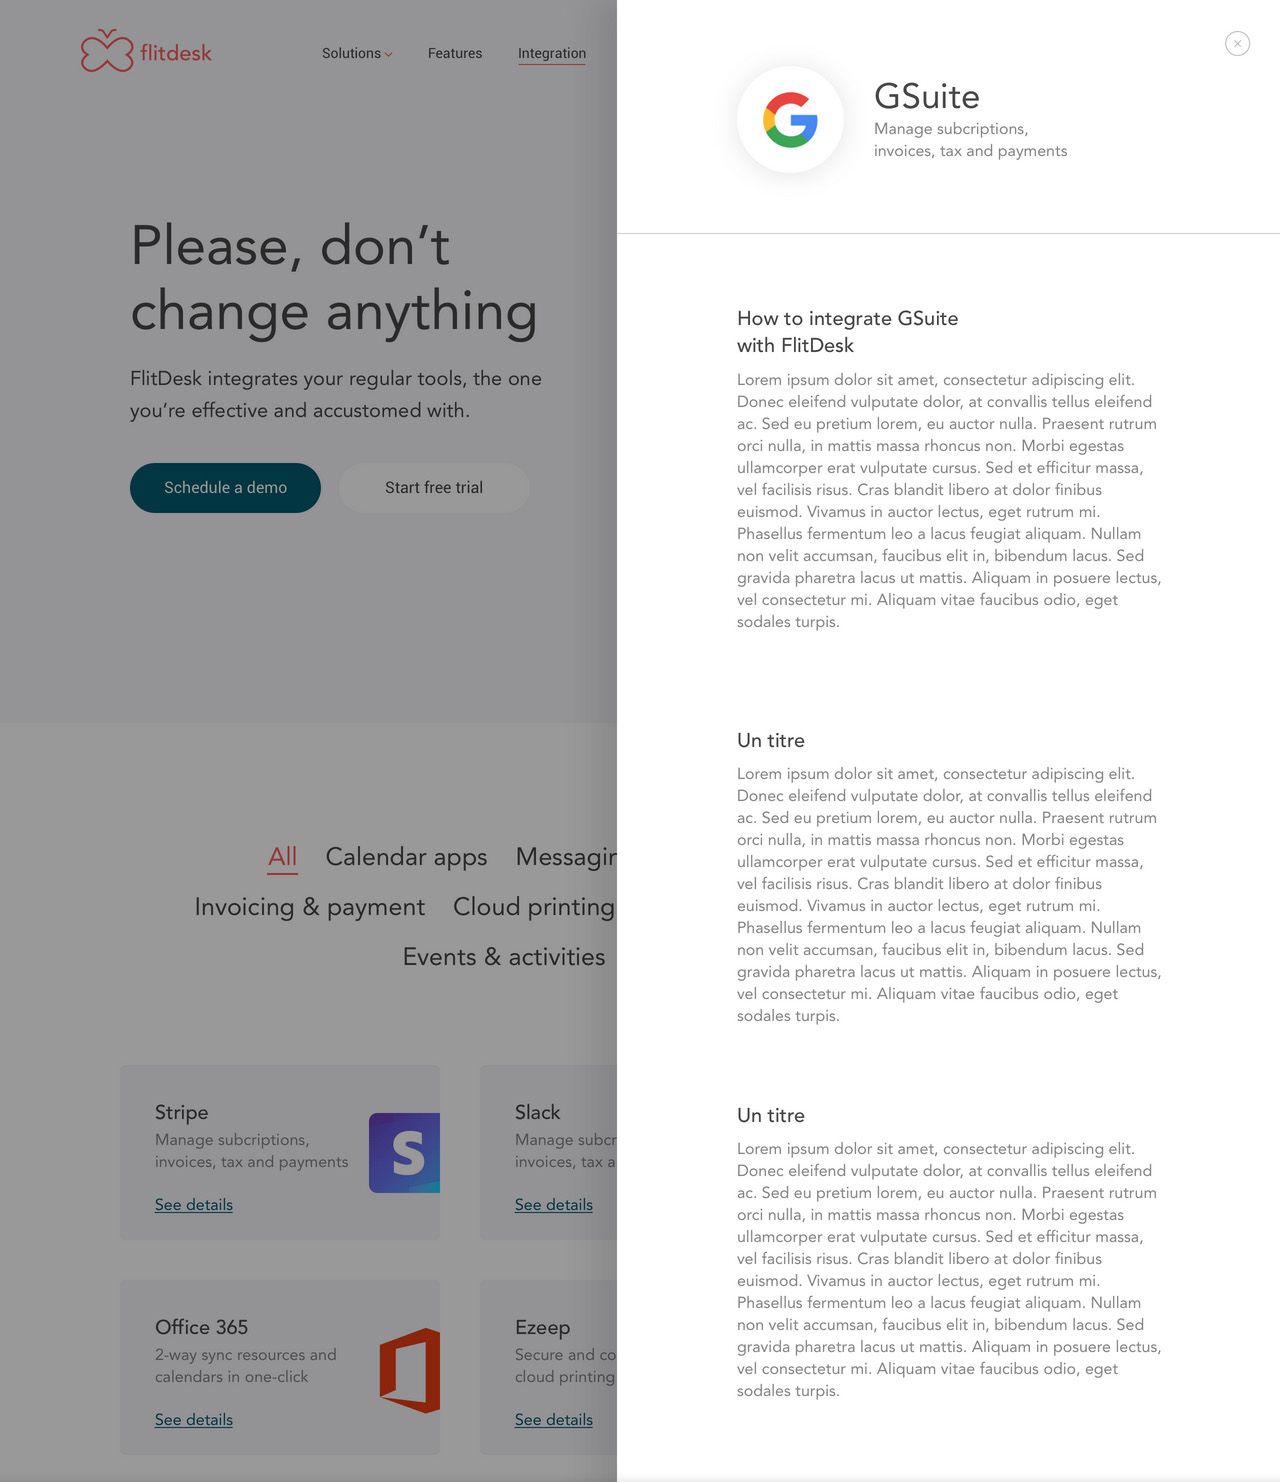 flitdesk
Solutions
Features
Integration
Please, don’t
change anything
FlitDesk integrates your regular tools, the one
you’re effective and accustomed with.
Schedule a demo
Start free trial
All
Calendar apps
Messagin
Invoicing & payment
Cloud printing
Events & activities
Stripe
Manage subcriptions,
invoices, tax and payments
See details
Slack
Manage subcr
invoices, tax a
See details
Office 365
2-way sync resources and
calendars in one-click
See details
Ezeep
Secure and co
cloud printing
See details
GSuite
Manage subcriptions,
invoices, tax and payments
How to integrate GSuite
with FlitDesk
Lorem ipsum dolor sit amet, consectetur adipiscing elit.
Donec eleifend vulputate dolor, at convallis tellus eleifend
ac. Sed eu pretium lorem, eu auctor nulla. Praesent rutrum
orci nulla, in mattis massa rhoncus non. Morbi egestas
ullamcorper erat vulputate cursus. Sed et efficitur massa,
vel facilisis risus. Cras blandit libero at dolor finibus
euismod. Vivamus in auctor lectus, eget rutrum mi.
Phasellus fermentum leo a lacus feugiat aliquam. Nullam
non velit accumsan, faucibus elit in, bibendum lacus. Sed
gravida pharetra lacus ut mattis. Aliquam in posuere lectus,
vel consectetur mi. Aliquam vitae faucibus odio, eget
sodales turpis.
Un titre
Lorem ipsum dolor sit amet, consectetur adipiscing elit.
Donec eleifend vulputate dolor, at convallis tellus eleifend
ac. Sed eu pretium lorem, eu auctor nulla. Praesent rutrum
orci nulla, in mattis massa rhoncus non. Morbi egestas
ullamcorper erat vulputate cursus. Sed et efficitur massa,
vel facilisis risus. Cras blandit libero at dolor finibus
euismod. Vivamus in auctor lectus, eget rutrum mi.
Phasellus fermentum leo a lacus feugiat aliquam. Nullam
non velit accumsan, faucibus elit in, bibendum lacus. Sed
gravida pharetra lacus ut mattis. Aliquam in posuere lectus,
vel consectetur mi. Aliquam vitae faucibus odio, eget
sodales turpis.
Un titre
Lorem ipsum dolor sit amet, consectetur adipiscing elit.
Donec eleifend vulputate dolor, at convallis tellus eleifend
ac. Sed eu pretium lorem, eu auctor nulla. Praesent rutrum
orci nulla, in mattis massa rhoncus non. Morbi egestas
ullamcorper erat vulputate cursus. Sed et efficitur massa,
vel facilisis risus. Cras blandit libero at dolor finibus
euismod. Vivamus in auctor lectus, eget rutrum mi.
Phasellus fermentum leo a lacus feugiat aliquam. Nullam
non velit accumsan, faucibus elit in, bibendum lacus. Sed
gravida pharetra lacus ut mattis. Aliquam in posuere lectus,
vel consectetur mi. Aliquam vitae faucibus odio, eget
sodales turpis.